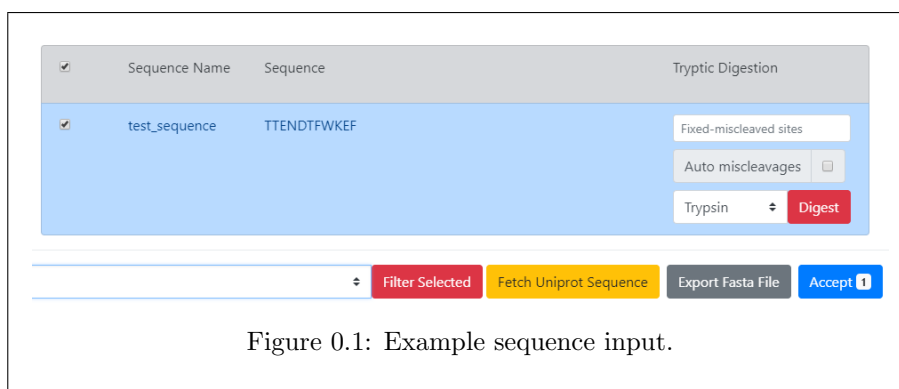 Sequence Name Sequence Tryptic Digestion
test_sequence TTENDTFWKEF Fixed-miscleaved sites
Auto miscleavages
Trypsin Digest
Filter Selected Fetch Uniprot Sequence Export Fasta File Accept 1
Figure 0.1: Example sequence input.